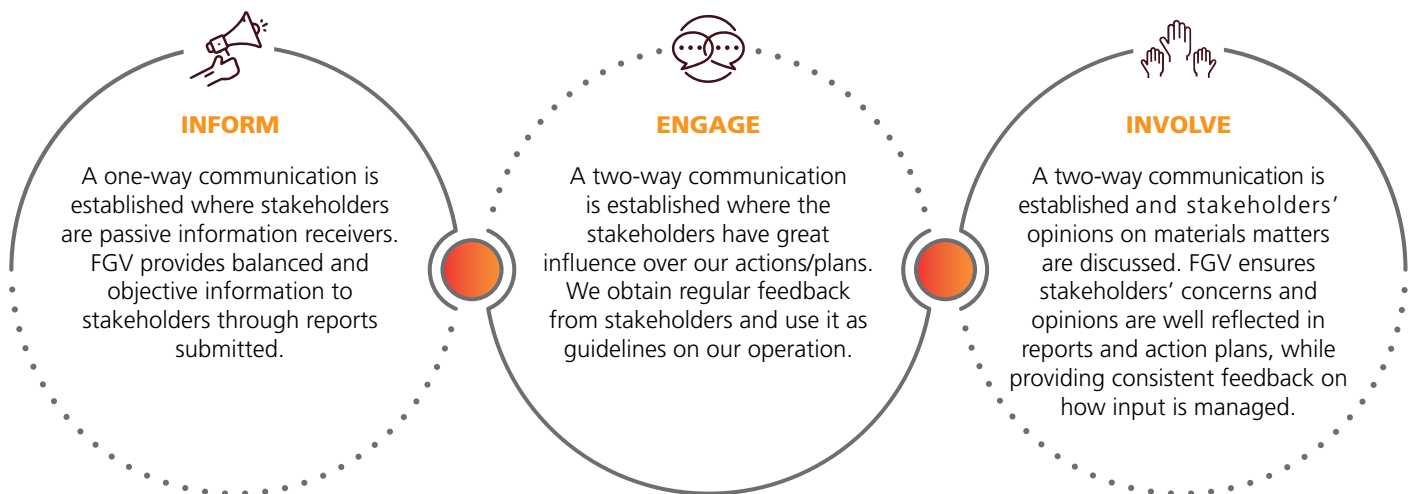 INFORM
A one-way communication is
established where stakeholders
are passive information receivers.
FGV provides balanced and
objective information to
stakeholders through reports
submitted.
ENGAGE
A two-way communication
is established where the
stakeholders have great
influence over our actions/plans.
We obtain regular feedback
from stakeholders and use it as
guidelines on our operation.
INVOLVE
A two-way communication is
established and stakeholders’
opinions on materials matters
are discussed. FGV ensures
stakeholders’ concerns and
opinions are well reflected in
reports and action plans, while
providing consistent feedback on
how input is managed.